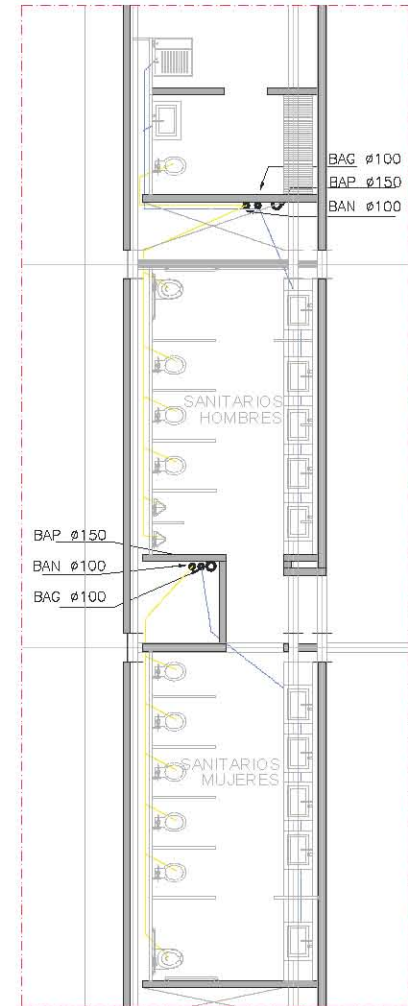 BAG ø100
BAP ø150
BAN ø100
SANITARIOS
HOMBRES
BAP ø150
BAN ø100
BAG ø100
SANITARIOS
MUJERES